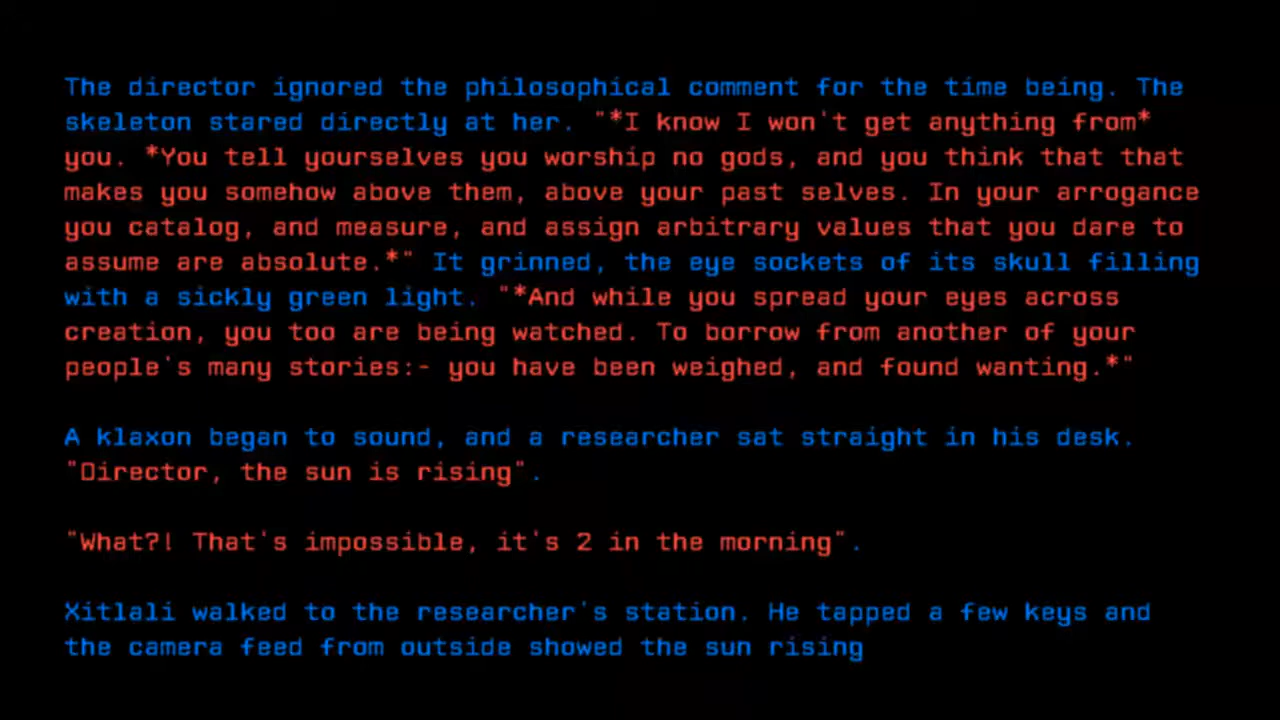 The director ignored the philosophical comment for the time being. The
skeleton stared directly at her. "*I know I won't get anything from*
you. *You tell yourselves you worship no gods, and you think that that
makes you somehow above them, above your past selves. In your arrogance
you catalog, and measure, and assign arbitrary values that you dare to
assume are absolute.*" It grinned, the eye sockets of its skull filling
with a sickly green light. "*And while you spread your eyes across
creation, you too are being watched. To borrow from another of your
people's many stories:- you have been weighed, and found wanting.*"
A klaxon began to sound, and a researcher sat straight in his desk.
"Director, the sun is rising".
"What?! That's impossible, it's 2 in the morning".
Xitlali walked to the researcher's station. He tapped a few keys and
the camera feed from outside showed the sun rising